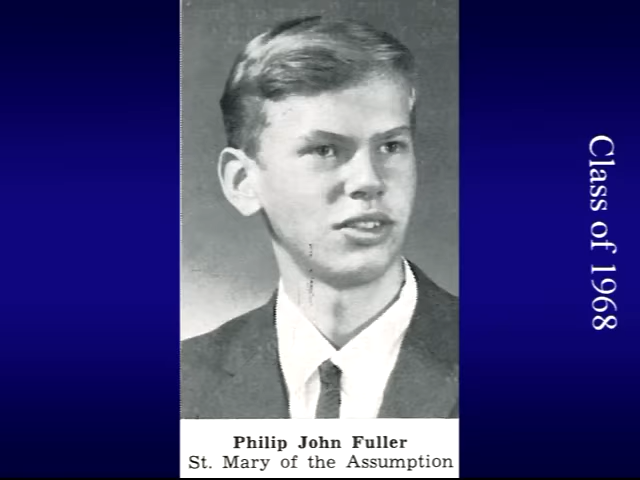 Philip John Fuller
St. Mary of the Assumption
Class of 1968